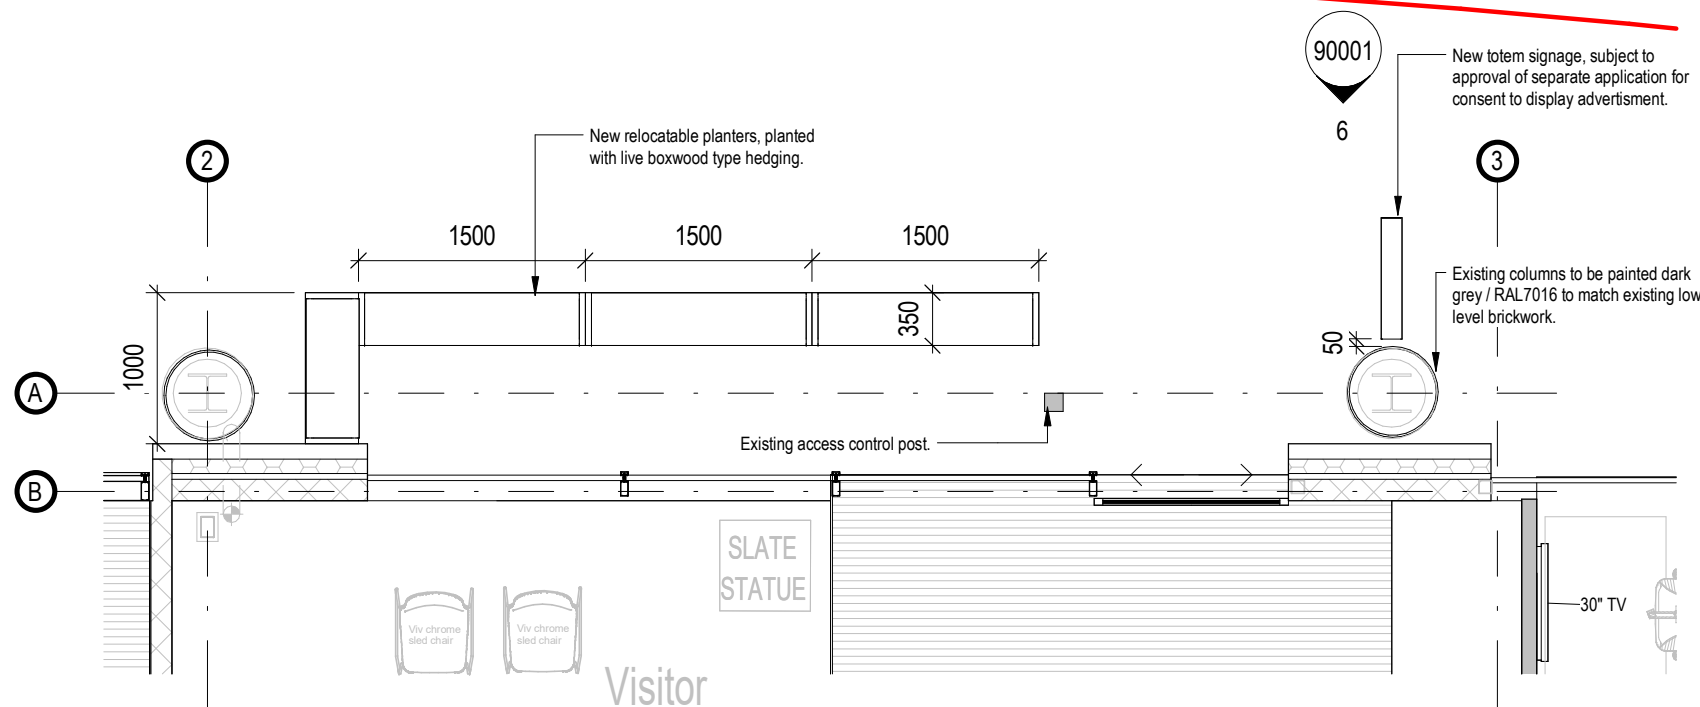 90001
6
New totem signage, subject to
approval of separate application for
consent to display advertisment.
2
New relocatable planters, planted
with live boxwood type hedging.
3
1500
1500
1500
Existing columns to be painted dark
grey / RAL7016 to match existing low
level brickwork.
350
50
1000
A
Existing access control post.
B
SLATE
STATUE
30" TV
Viv chrome
sled chair
Viv chrome
sled chair
Visitor